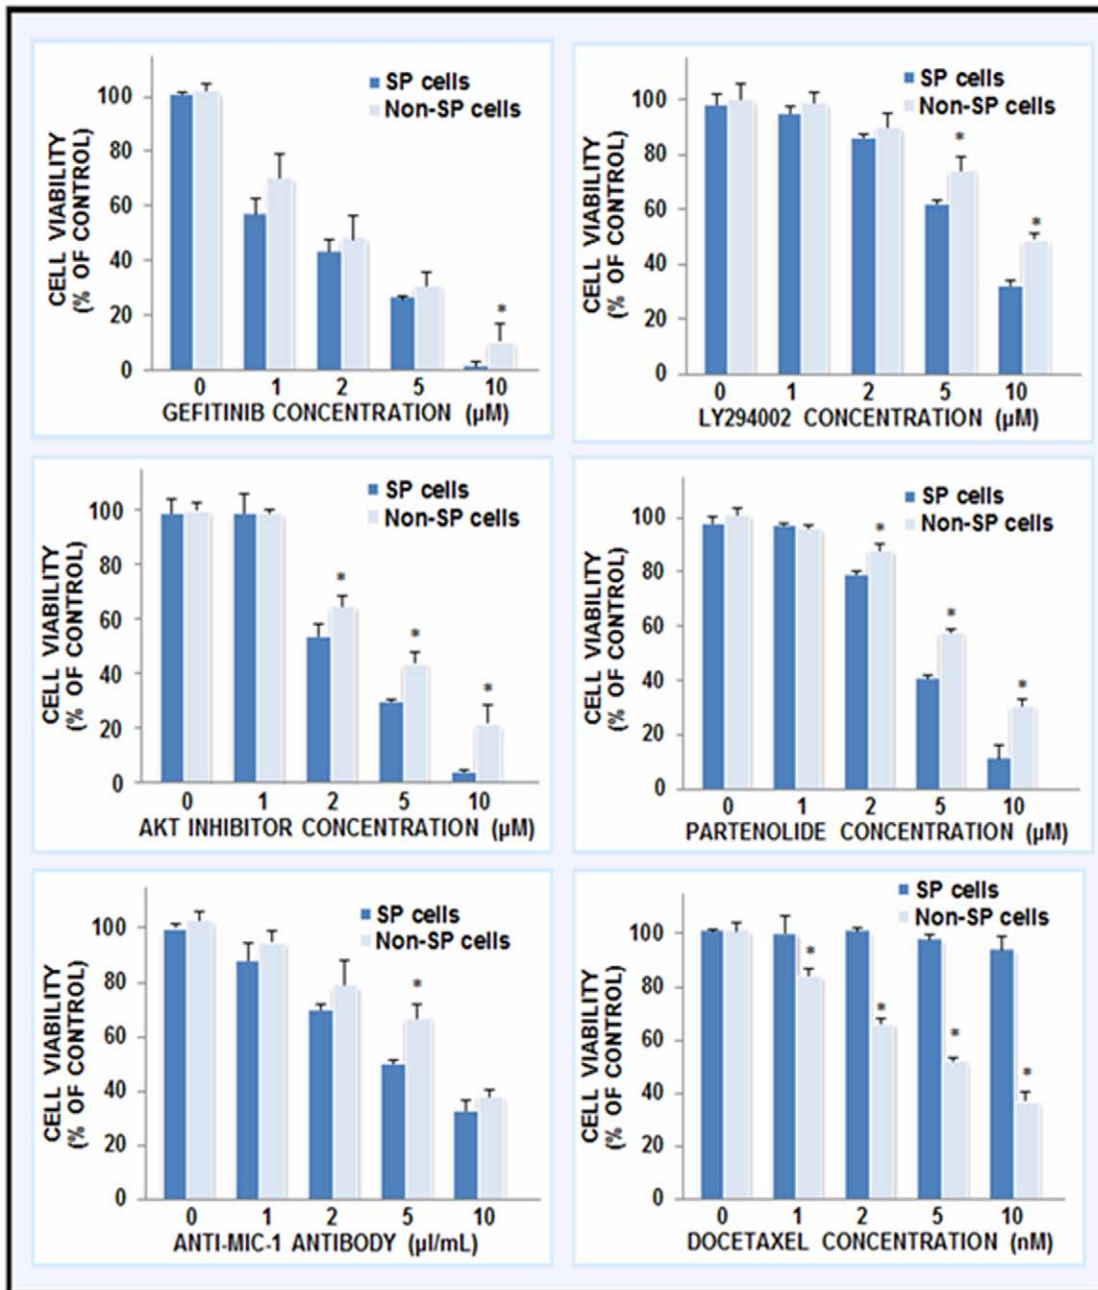 SP cells
Non-SP cells
CELL VIABILITY
(% OF CONTROL)
100
80
60
40
20
0
0 1 2 5 10
GEFITINIB CONCENTRATION (µM)
*
SP cells
Non-SP cells
CELL VIABILITY
(% OF CONTROL)
100
80
60
40
20
0
0 1 2 5 10
LY294002 CONCENTRATION (µM)
* *
SP cells
Non-SP cells
CELL VIABILITY
(% OF CONTROL)
100
80
60
40
20
0
0 1 2 5 10
AKT INHIBITOR CONCENTRATION (µM)
* * *
SP cells
Non-SP cells
CELL VIABILITY
(% OF CONTROL)
100
80
60
40
20
0
0 1 2 5 10
PARTENOLIDE CONCENTRATION (µM)
* * *
SP cells
Non-SP cells
CELL VIABILITY
(% OF CONTROL)
100
80
60
40
20
0
0 1 2 5 10
ANTI-MIC-1 ANTIBODY (µl/mL)
*
SP cells
Non-SP cells
CELL VIABILITY
(% OF CONTROL)
100
80
60
40
20
0
0 1 2 5 10
DOCETAXEL CONCENTRATION (nM)
* * * *